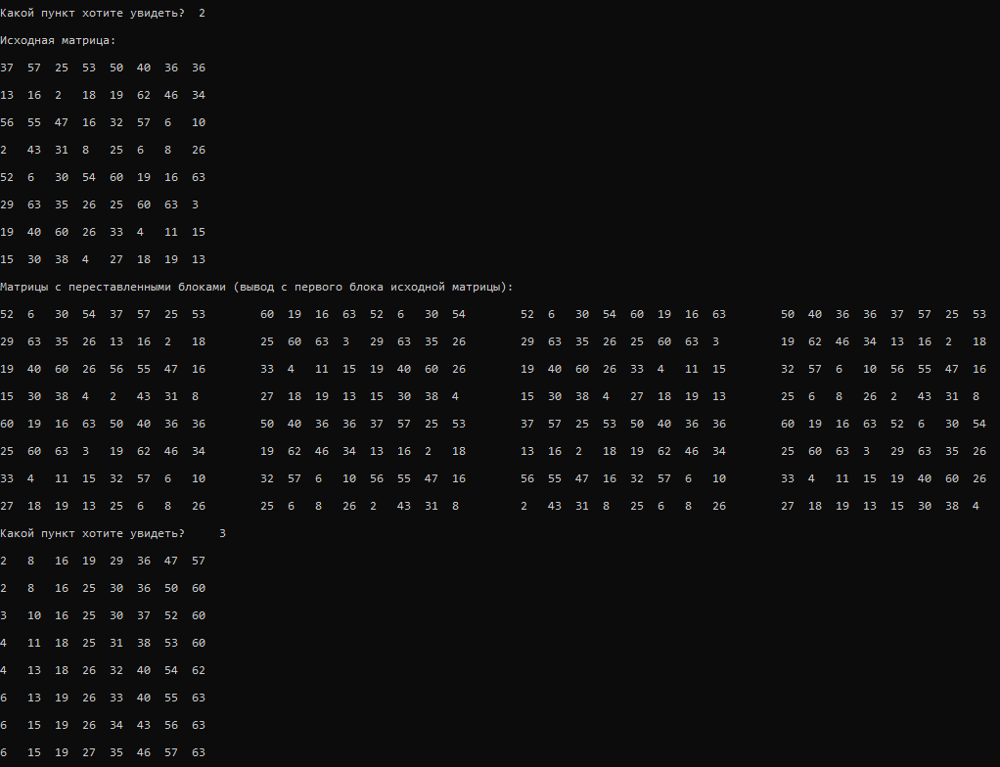 Какой пункт хотите увидеть?  2
Исходная матрица:
37  57  25  53  50  40  36  36
13  16  2   18  19  62  46  34
56  55  47  16  32  57  6   10
2   43  31  8   25  6   8   26
52  6   30  54  60  19  16  63
29  63  35  26  25  60  63  3
19  40  60  26  33  4   11  15
15  30  38  4   27  18  19  13
Матрицы с переставленными блоками (вывод с первого блока исходной матрицы):
52  6   30  54  37  57  25  53        60  19  16  63  52  6   30  54        52  6   30  54  60  19  16  63        50  40  36  36  37  57  25  53
29  63  35  26  13  16  2   18        25  60  63  3   29  63  35  26        29  63  35  26  25  60  63  3         19  62  46  34  13  16  2   18
19  40  60  26  56  55  47  16        33  4   11  15  19  40  60  26        19  40  60  26  33  4   11  15        32  57  6   10  56  55  47  16
15  30  38  4   2   43  31  8         27  18  19  13  15  30  38  4         15  30  38  4   27  18  19  13        25  6   8   26  2   43  31  8
60  19  16  63  50  40  36  36        50  40  36  36  37  57  25  53        37  57  25  53  50  40  36  36        60  19  16  63  52  6   30  54
25  60  63  3   19  62  46  34        19  62  46  34  13  16  2   18        13  16  2   18  19  62  46  34        25  60  63  3   29  63  35  26
33  4   11  15  32  57  6   10        32  57  6   10  56  55  47  16        56  55  47  16  32  57  6   10        33  4   11  15  19  40  60  26
27  18  19  13  25  6   8   26        25  6   8   26  2   43  31  8         2   43  31  8   25  6   8   26        27  18  19  13  15  30  38  4
Какой пункт хотите увидеть?     3
2   8   16  19  29  36  47  57
2   8   16  25  30  36  50  60
3   10  16  25  30  37  52  60
4   11  18  25  31  38  53  60
4   13  18  26  32  40  54  62
6   13  19  26  33  40  55  63
6   15  19  26  34  43  56  63
6   15  19  27  35  46  57  63